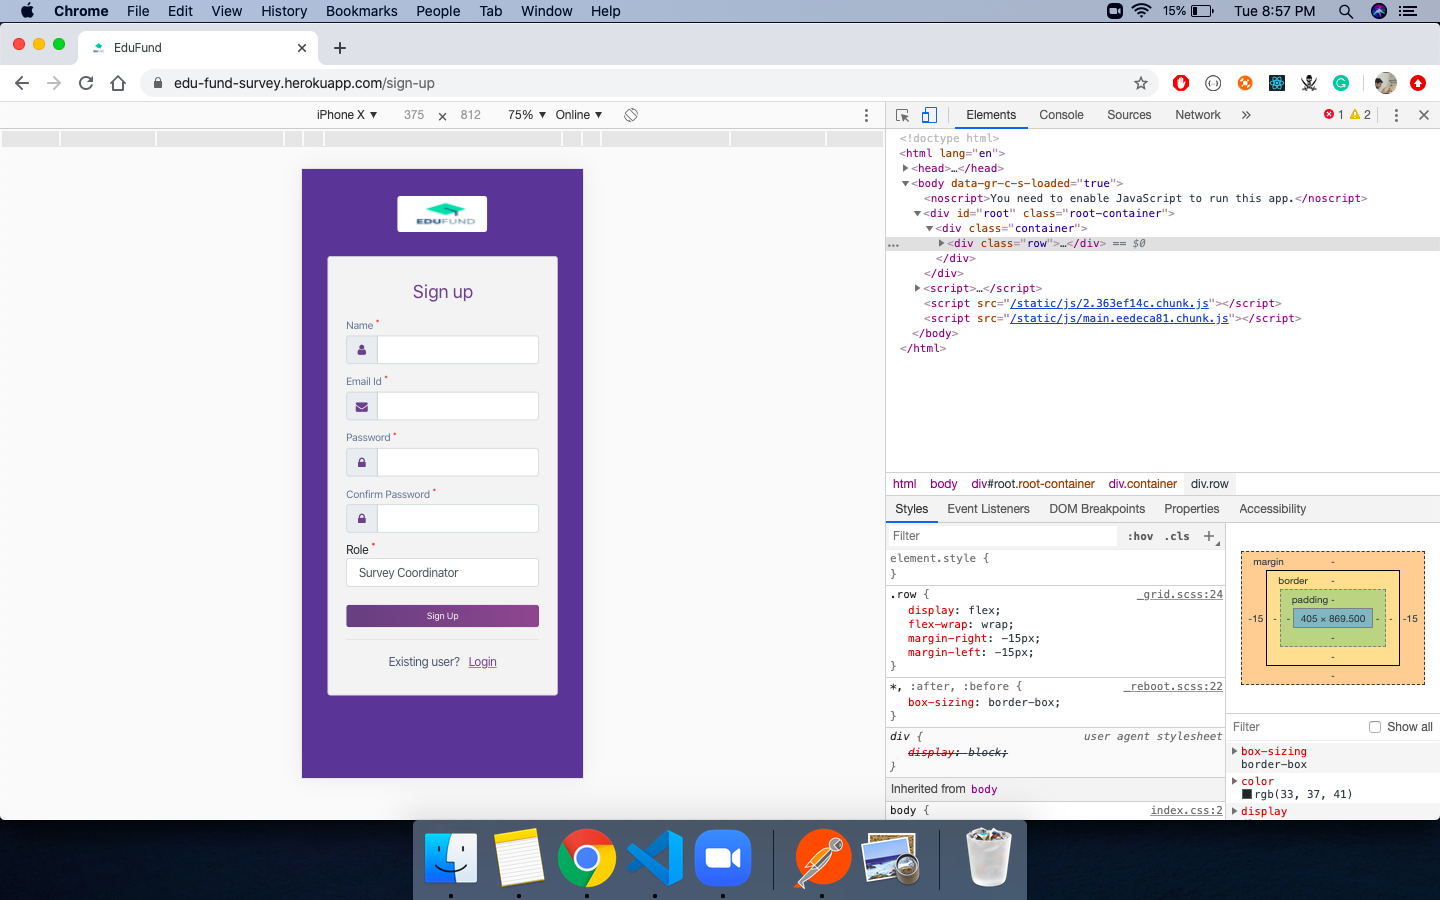 Chrome File Edit View History Bookmarks People Tab Window Help 15% Tue 8:57 PM
EduFund
edu-fund-survey.herokuapp.com/sign-up
iPhone X ▼ 375 × 812 75% ▼ Online ▼
Elements Console Sources Network » 1 2
<!doctype html>
<html lang="en">
<head>…</head>
<body data-gr-c-s-loaded="true">
<noscript>You need to enable JavaScript to run this app.</noscript>
<div id="root" class="root-container">
<div class="container">
… <div class="row">…</div> == $0
</div>
</div>
<script>…</script>
<script src="/static/js/2.363ef14c.chunk.js"></script>
<script src="/static/js/main.eedeca81.chunk.js"></script>
</body>
</html>
html body div#root.root-container div.container div.row
Styles Event Listeners DOM Breakpoints Properties Accessibility
Filter :hov .cls +
element.style {
}
.row { _grid.scss:24
display: flex;
flex-wrap: wrap;
margin-right: -15px;
margin-left: -15px;
}
*, :after, :before { _reboot.scss:22
box-sizing: border-box;
}
div { user agent stylesheet
display: block;
}
Inherited from body
body { index.css:2
margin -
border -
padding -
-15 - - 405 × 869.500 - - -15
-
-
-
Filter Show all
box-sizing
border-box
color
rgb(33, 37, 41)
display
EDUFUND
Sign up
Name *
Email Id *
Password *
Confirm Password *
Role *
Survey Coordinator
Sign Up
Existing user? Login